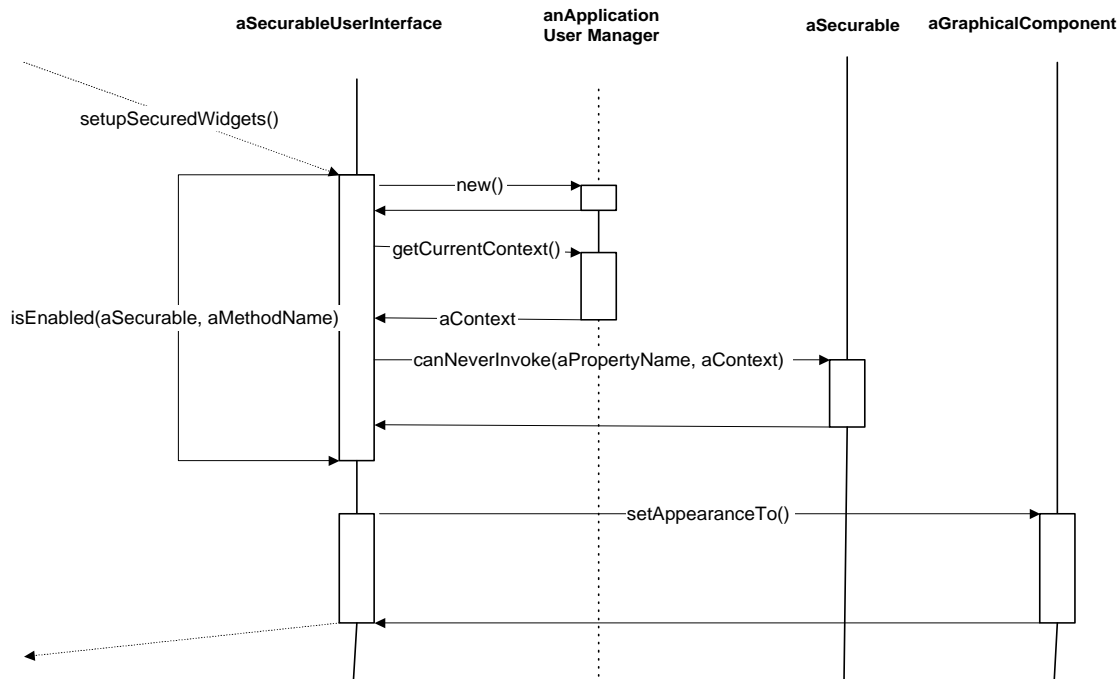 aSecurableUserInterface
anApplication
User Manager
aSecurable
aGraphicalComponent
setupSecuredWidgets()
new()
getCurrentContext()
isEnabled(aSecurable, aMethodName)
aContext
canNeverInvoke(aPropertyName, aContext)
setAppearanceTo()